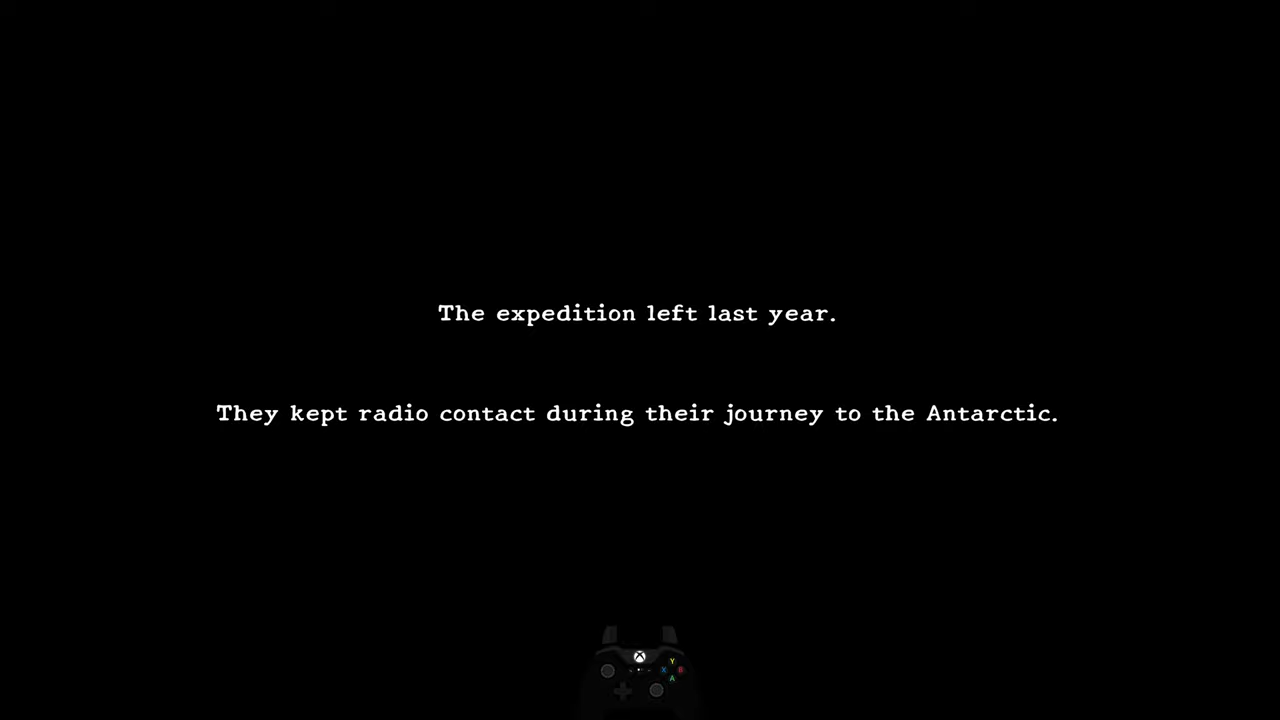 The expedition left last year.
They kept radio contact during their journey to the Antarctic.
Y
X B
A